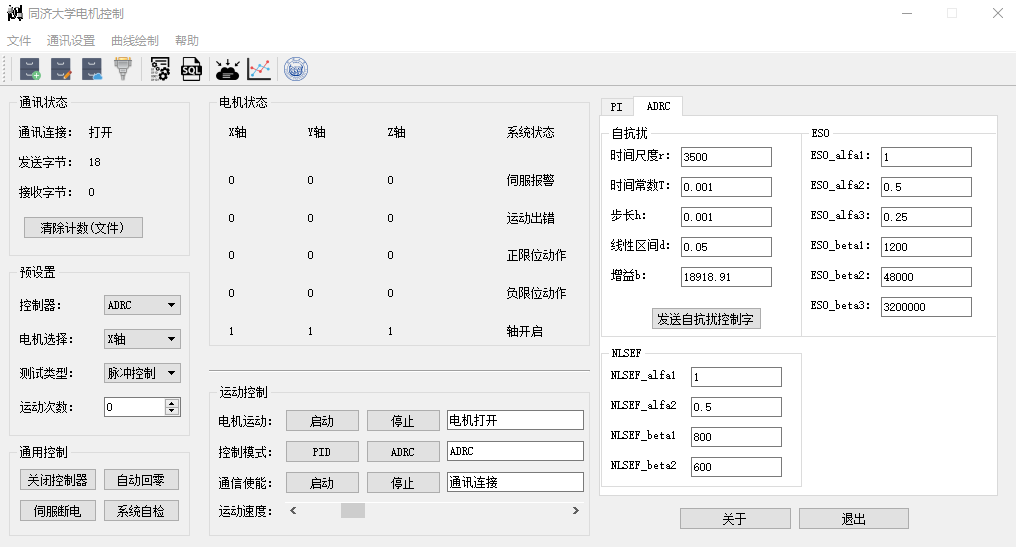 同济大学电机控制
文件 通讯设置 曲线绘制 帮助
SQL
通讯状态
通讯连接: 打开
发送字节: 18
接收字节: 0
清除计数(文件)
预设置
控制器: ADRC
电机选择: X轴
测试类型: 脉冲控制
运动次数: 0
通用控制
关闭控制器 自动回零
伺服断电 系统自检
电机状态
X轴 Y轴 Z轴 系统状态
0 0 0 伺服报警
0 0 0 运动出错
0 0 0 正限位动作
0 0 0 负限位动作
1 1 1 轴开启
运动控制
电机运动: 启动 停止 电机打开
控制模式: PID ADRC ADRC
通信使能: 启动 停止 通讯连接
运动速度:
PI ADRC
自抗扰
时间尺度r: 3500
时间常数T: 0.001
步长h: 0.001
线性区间d: 0.05
增益b: 18918.91
发送自抗扰控制字
ESO
ESO_alfa1: 1
ESO_alfa2: 0.5
ESO_alfa3: 0.25
ESO_beta1: 1200
ESO_beta2: 48000
ESO_beta3: 3200000
NLSEF
NLSEF_alfa1 1
NLSEF_alfa2 0.5
NLSEF_beta1 800
NLSEF_beta2 600
关于 退出